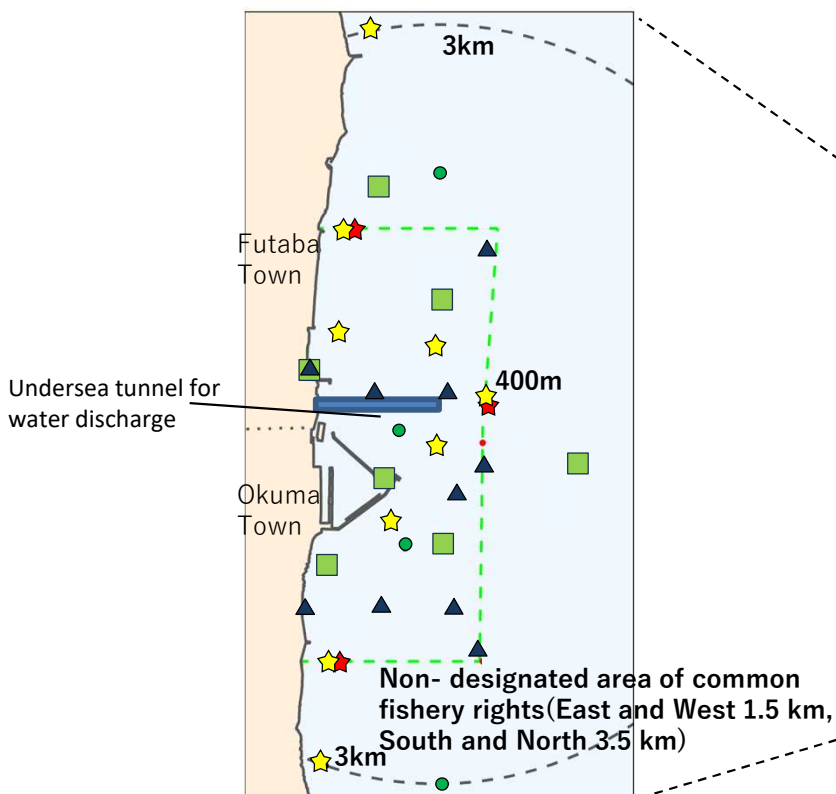 3km
Futaba
Town
400m
Undersea tunnel for
water discharge
Okuma
Town
Non- designated area of common
fishery rights(East and West 1.5 km,
South and North 3.5 km)
3km